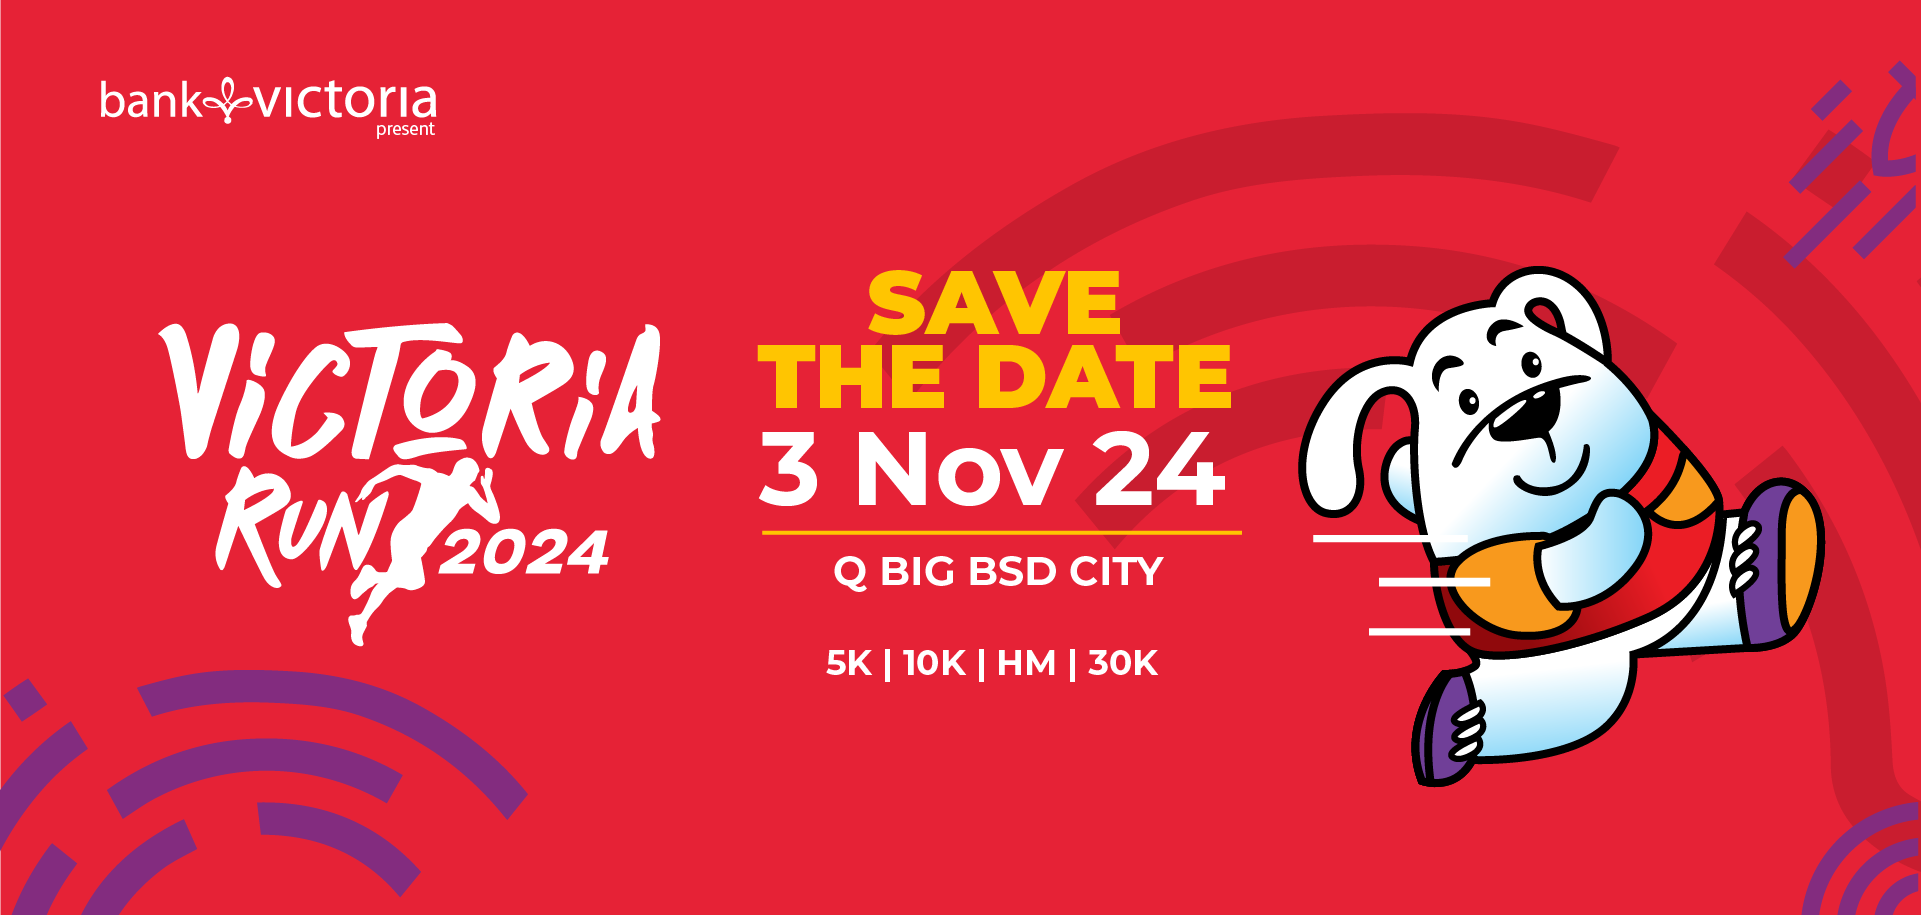 bank victoria
present
VICTORIA
RUN
2024
SAVE
THE DATE
3 Nov 24
Q BIG BSD CITY
5K | 10K | HM | 30K